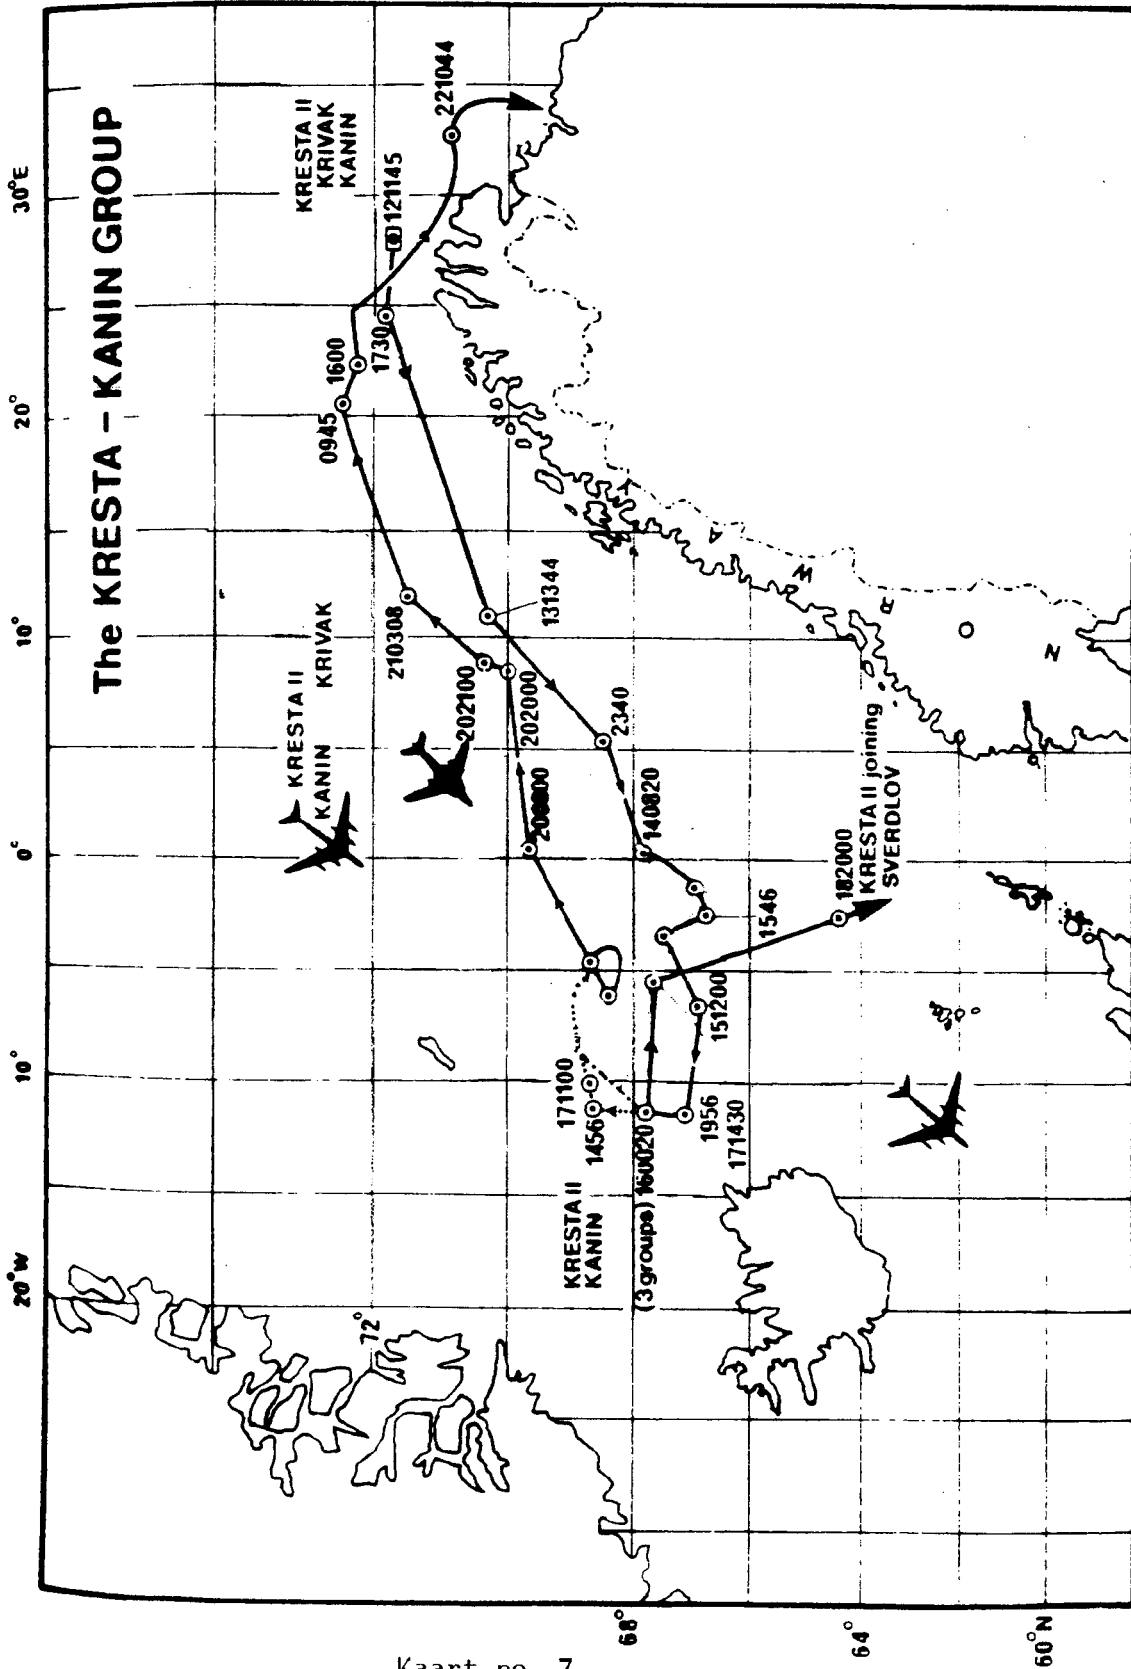 The KRESTA – KANIN GROUP
20°W
10°
0°
10°
20°
30°E
72°
68°
64°
60°N
KRESTA II
KANIN KRIVAK
KRESTA II
KRIVAK
KANIN
121145
221044
1730
1600
0945
210308
202100
202000
131344
2340
140820
1546
151200
1956
171430
(3 groups) 160020
1456
171100
KRESTA II
KANIN
182000
KRESTA II joining
SVERDLOV
N O R W A Y
Kaart no. 7